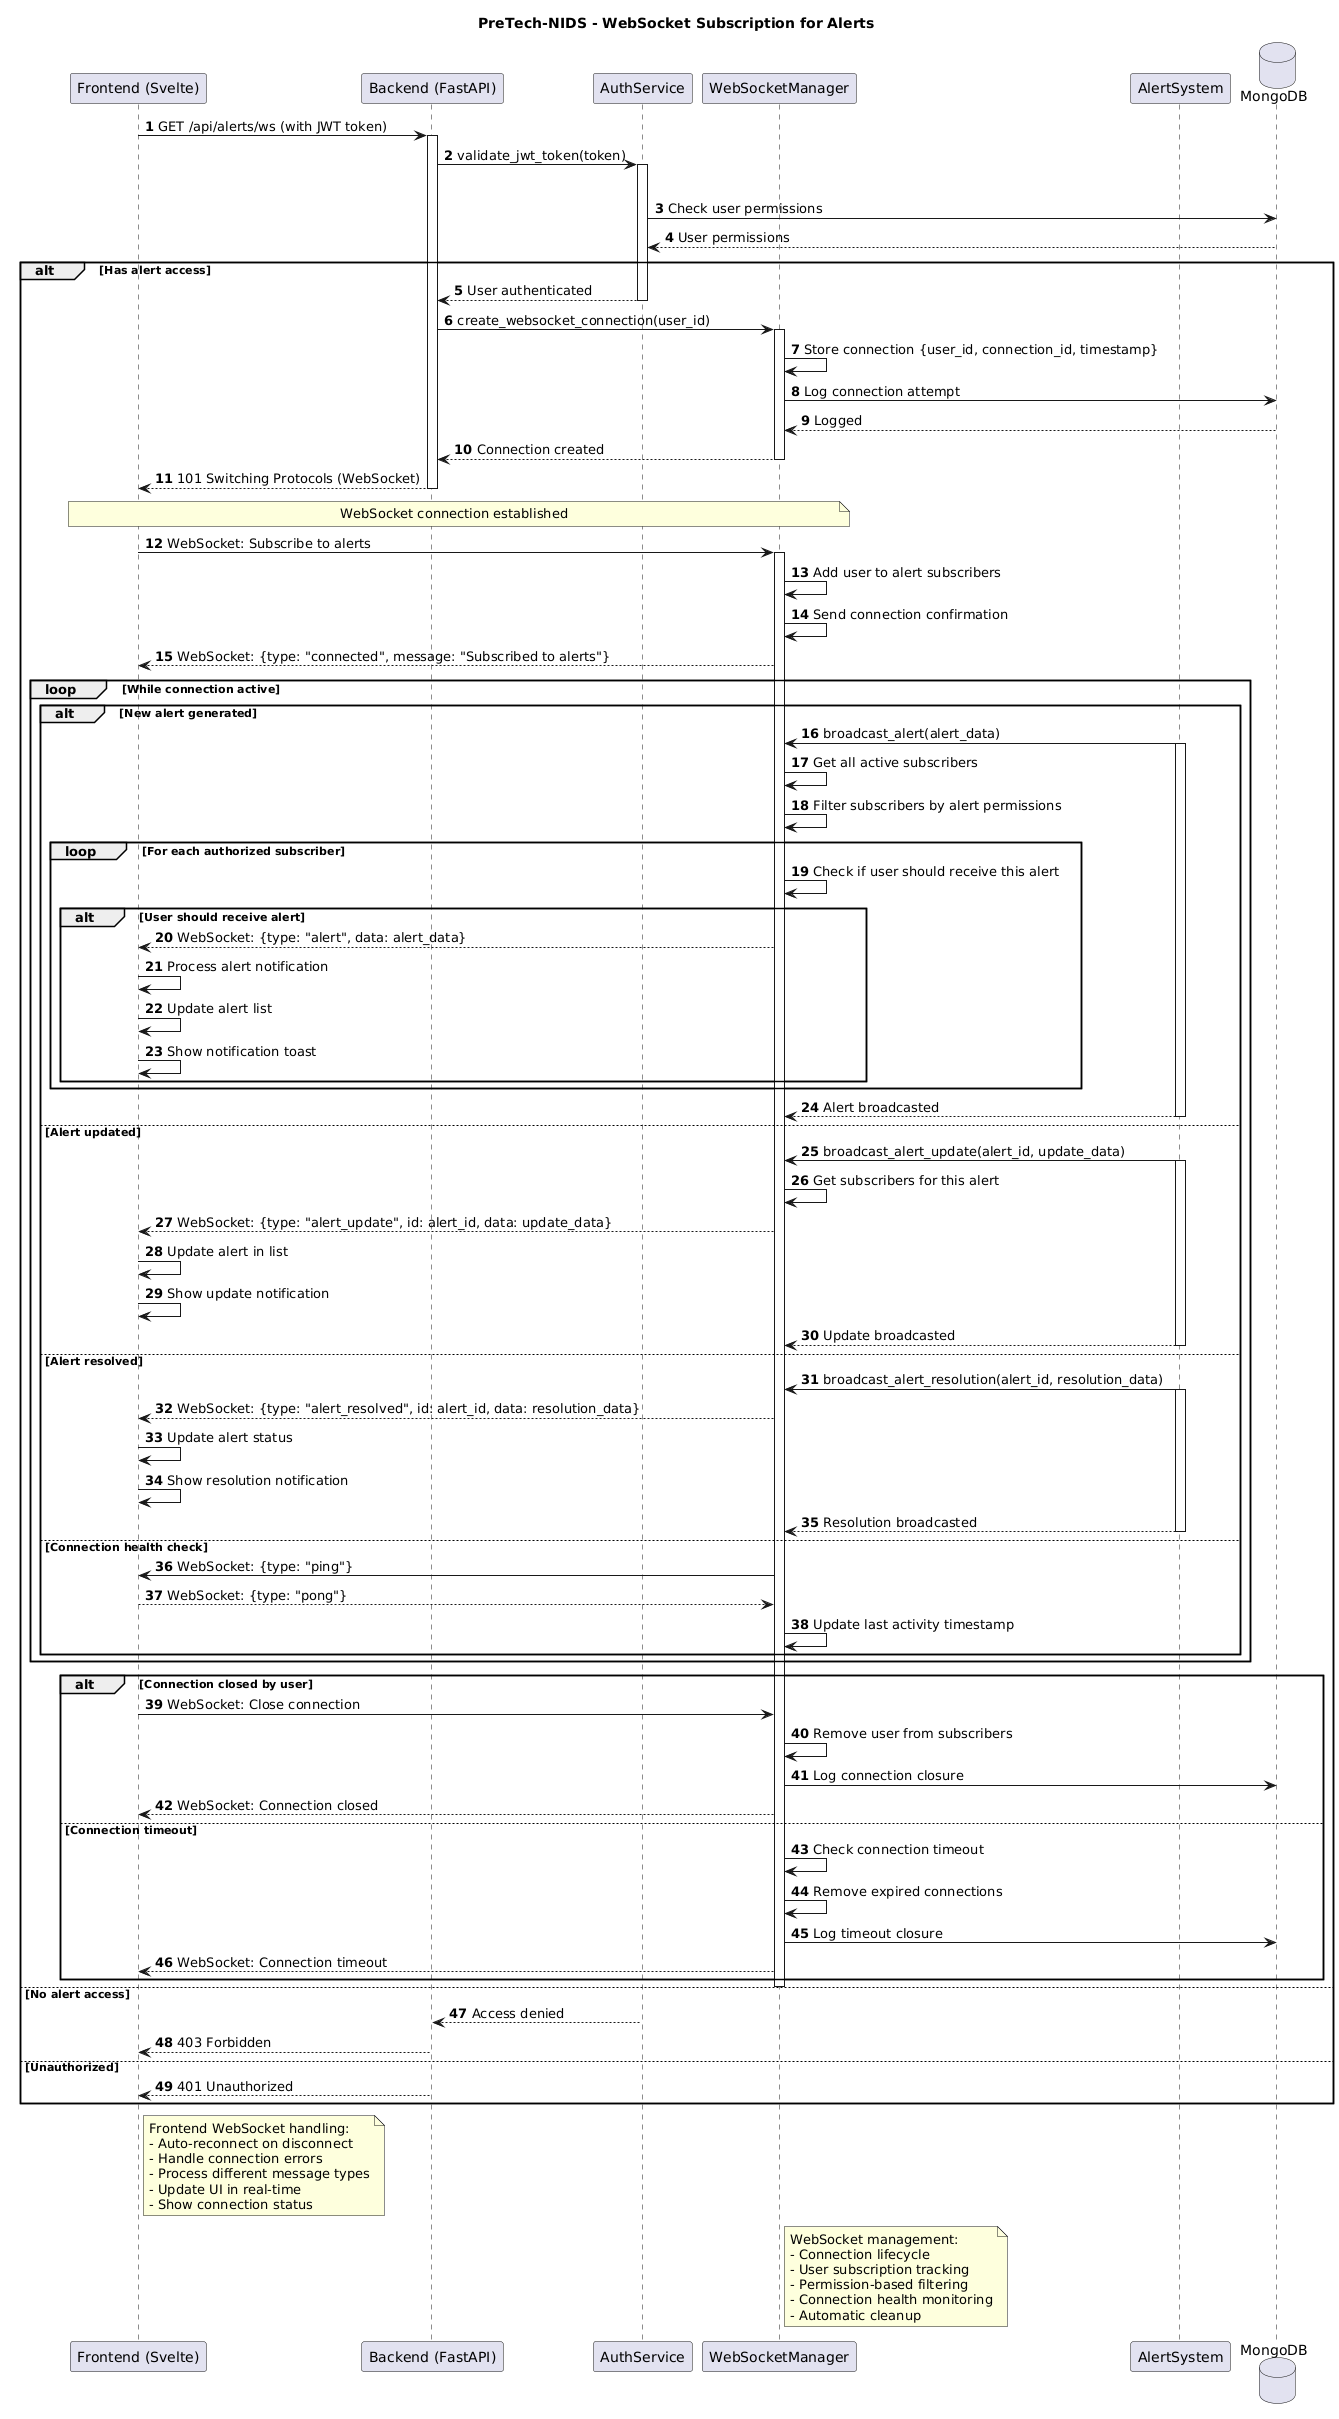 PreTech-NIDS - WebSocket Subscription for Alerts
Frontend (Svelte)
Backend (FastAPI)
AuthService
WebSocketManager
AlertSystem
MongoDB
1 GET /api/alerts/ws (with JWT token)
2 validate_jwt_token(token)
3 Check user permissions
4 User permissions
alt [Has alert access]
5 User authenticated
6 create_websocket_connection(user_id)
7 Store connection {user_id, connection_id, timestamp}
8 Log connection attempt
9 Logged
10 Connection created
11 101 Switching Protocols (WebSocket)
WebSocket connection established
12 WebSocket: Subscribe to alerts
13 Add user to alert subscribers
14 Send connection confirmation
15 WebSocket: {type: "connected", message: "Subscribed to alerts"}
loop [While connection active]
alt [New alert generated]
16 broadcast_alert(alert_data)
17 Get all active subscribers
18 Filter subscribers by alert permissions
loop [For each authorized subscriber]
19 Check if user should receive this alert
alt [User should receive alert]
20 WebSocket: {type: "alert", data: alert_data}
21 Process alert notification
22 Update alert list
23 Show notification toast
24 Alert broadcasted
[Alert updated]
25 broadcast_alert_update(alert_id, update_data)
26 Get subscribers for this alert
27 WebSocket: {type: "alert_update", id: alert_id, data: update_data}
28 Update alert in list
29 Show update notification
30 Update broadcasted
[Alert resolved]
31 broadcast_alert_resolution(alert_id, resolution_data)
32 WebSocket: {type: "alert_resolved", id: alert_id, data: resolution_data}
33 Update alert status
34 Show resolution notification
35 Resolution broadcasted
[Connection health check]
36 WebSocket: {type: "ping"}
37 WebSocket: {type: "pong"}
38 Update last activity timestamp
alt [Connection closed by user]
39 WebSocket: Close connection
40 Remove user from subscribers
41 Log connection closure
42 WebSocket: Connection closed
[Connection timeout]
43 Check connection timeout
44 Remove expired connections
45 Log timeout closure
46 WebSocket: Connection timeout
[No alert access]
47 Access denied
48 403 Forbidden
[Unauthorized]
49 401 Unauthorized
Frontend WebSocket handling:
- Auto-reconnect on disconnect
- Handle connection errors
- Process different message types
- Update UI in real-time
- Show connection status
WebSocket management:
- Connection lifecycle
- User subscription tracking
- Permission-based filtering
- Connection health monitoring
- Automatic cleanup
Frontend (Svelte)
Backend (FastAPI)
AuthService
WebSocketManager
AlertSystem
MongoDB